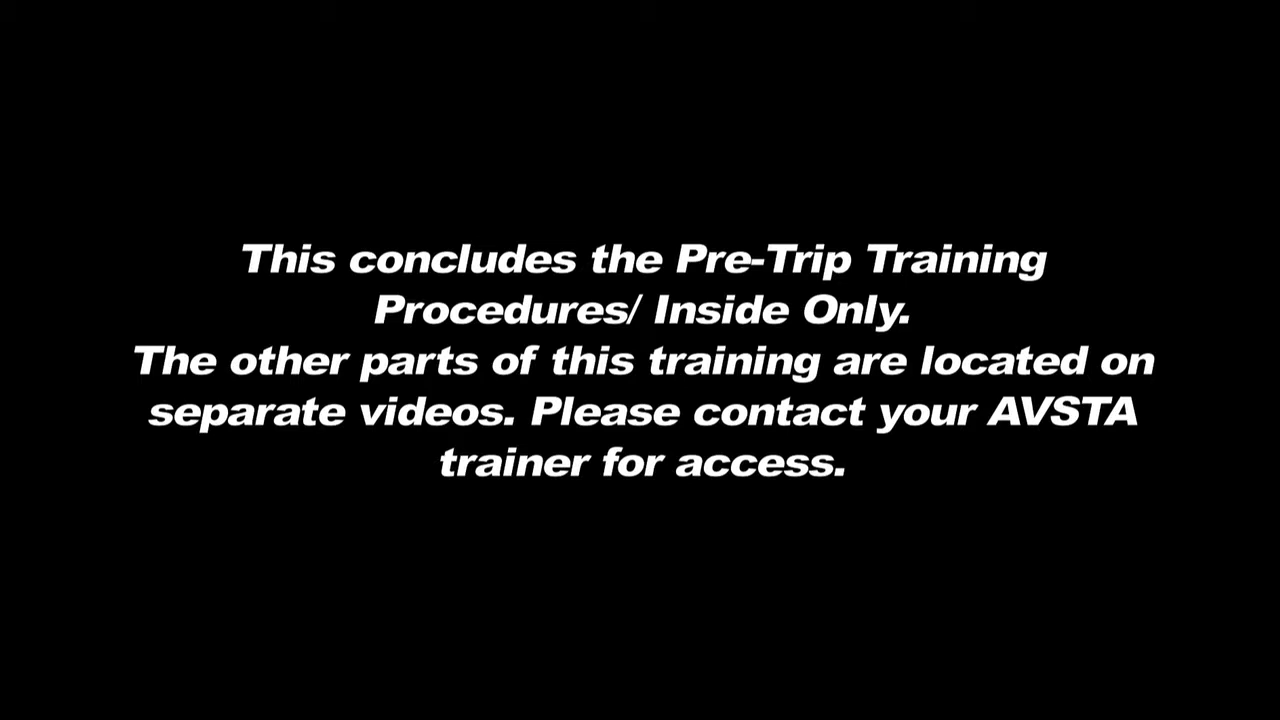 This concludes the Pre-Trip Training
Procedures/ Inside Only.
The other parts of this training are located on
separate videos. Please contact your AVSTA
trainer for access.